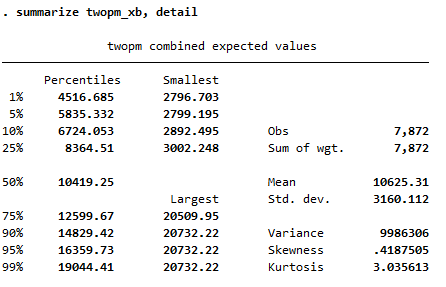 . summarize twopm_xb, detail
twopm combined expected values
Percentiles Smallest
1% 4516.685 2796.703
5% 5835.332 2799.195
10% 6724.053 2892.495 Obs 7,872
25% 8364.51 3002.248 Sum of wgt. 7,872
50% 10419.25 Mean 10625.31
Largest Std. dev. 3160.112
75% 12599.67 20509.95
90% 14829.42 20732.22 Variance 9986306
95% 16359.73 20732.22 Skewness .4187505
99% 19044.41 20732.22 Kurtosis 3.035613